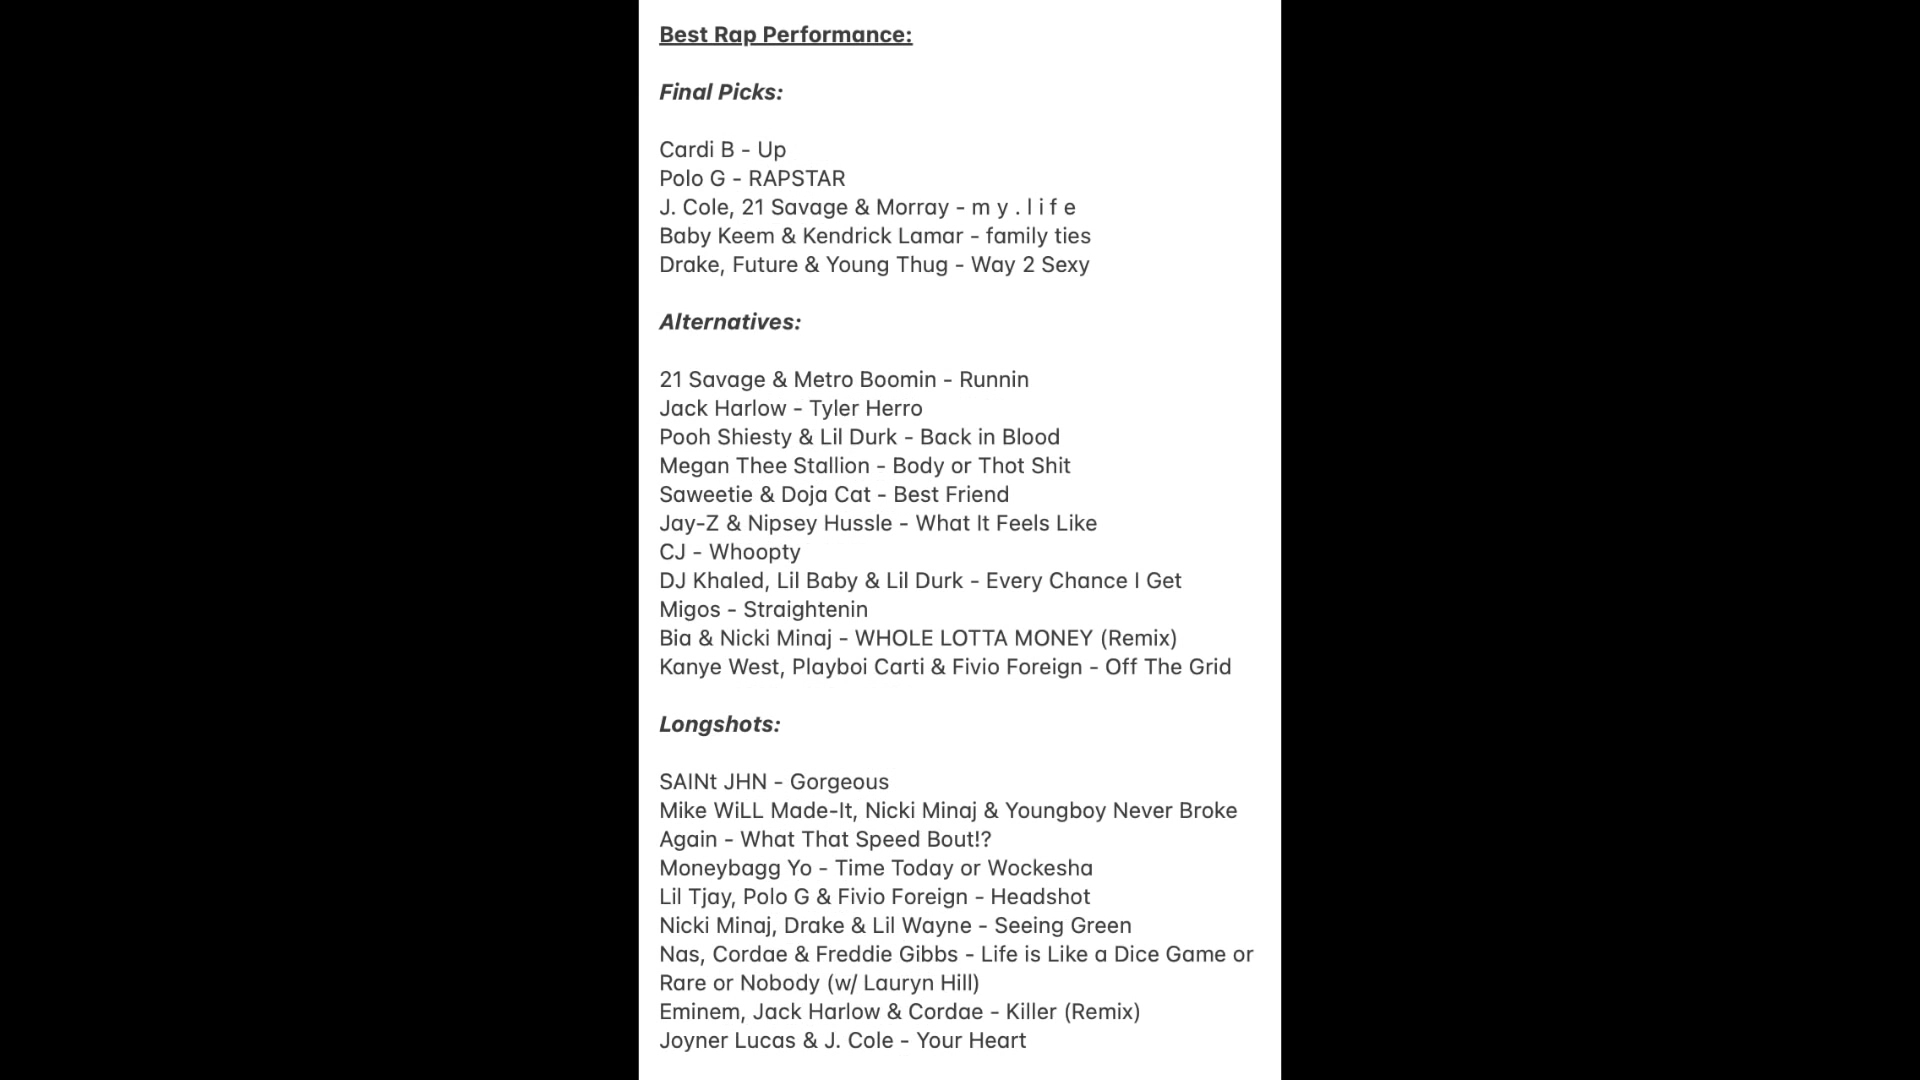 Best Rap Performance:
Final Picks:
Cardi B - Up
Polo G - RAPSTAR
J. Cole, 21 Savage & Morray - m y . l i f e
Baby Keem & Kendrick Lamar - family ties
Drake, Future & Young Thug - Way 2 Sexy
Alternatives:
21 Savage & Metro Boomin - Runnin
Jack Harlow - Tyler Herro
Pooh Shiesty & Lil Durk - Back in Blood
Megan Thee Stallion - Body or Thot Shit
Saweetie & Doja Cat - Best Friend
Jay-Z & Nipsey Hussle - What It Feels Like
CJ - Whoopty
DJ Khaled, Lil Baby & Lil Durk - Every Chance I Get
Migos - Straightenin
Bia & Nicki Minaj - WHOLE LOTTA MONEY (Remix)
Kanye West, Playboi Carti & Fivio Foreign - Off The Grid
Longshots:
SAINt JHN - Gorgeous
Mike WiLL Made-It, Nicki Minaj & Youngboy Never Broke
Again - What That Speed Bout!?
Moneybagg Yo - Time Today or Wockesha
Lil Tjay, Polo G & Fivio Foreign - Headshot
Nicki Minaj, Drake & Lil Wayne - Seeing Green
Nas, Cordae & Freddie Gibbs - Life is Like a Dice Game or
Rare or Nobody (w/ Lauryn Hill)
Eminem, Jack Harlow & Cordae - Killer (Remix)
Joyner Lucas & J. Cole - Your Heart